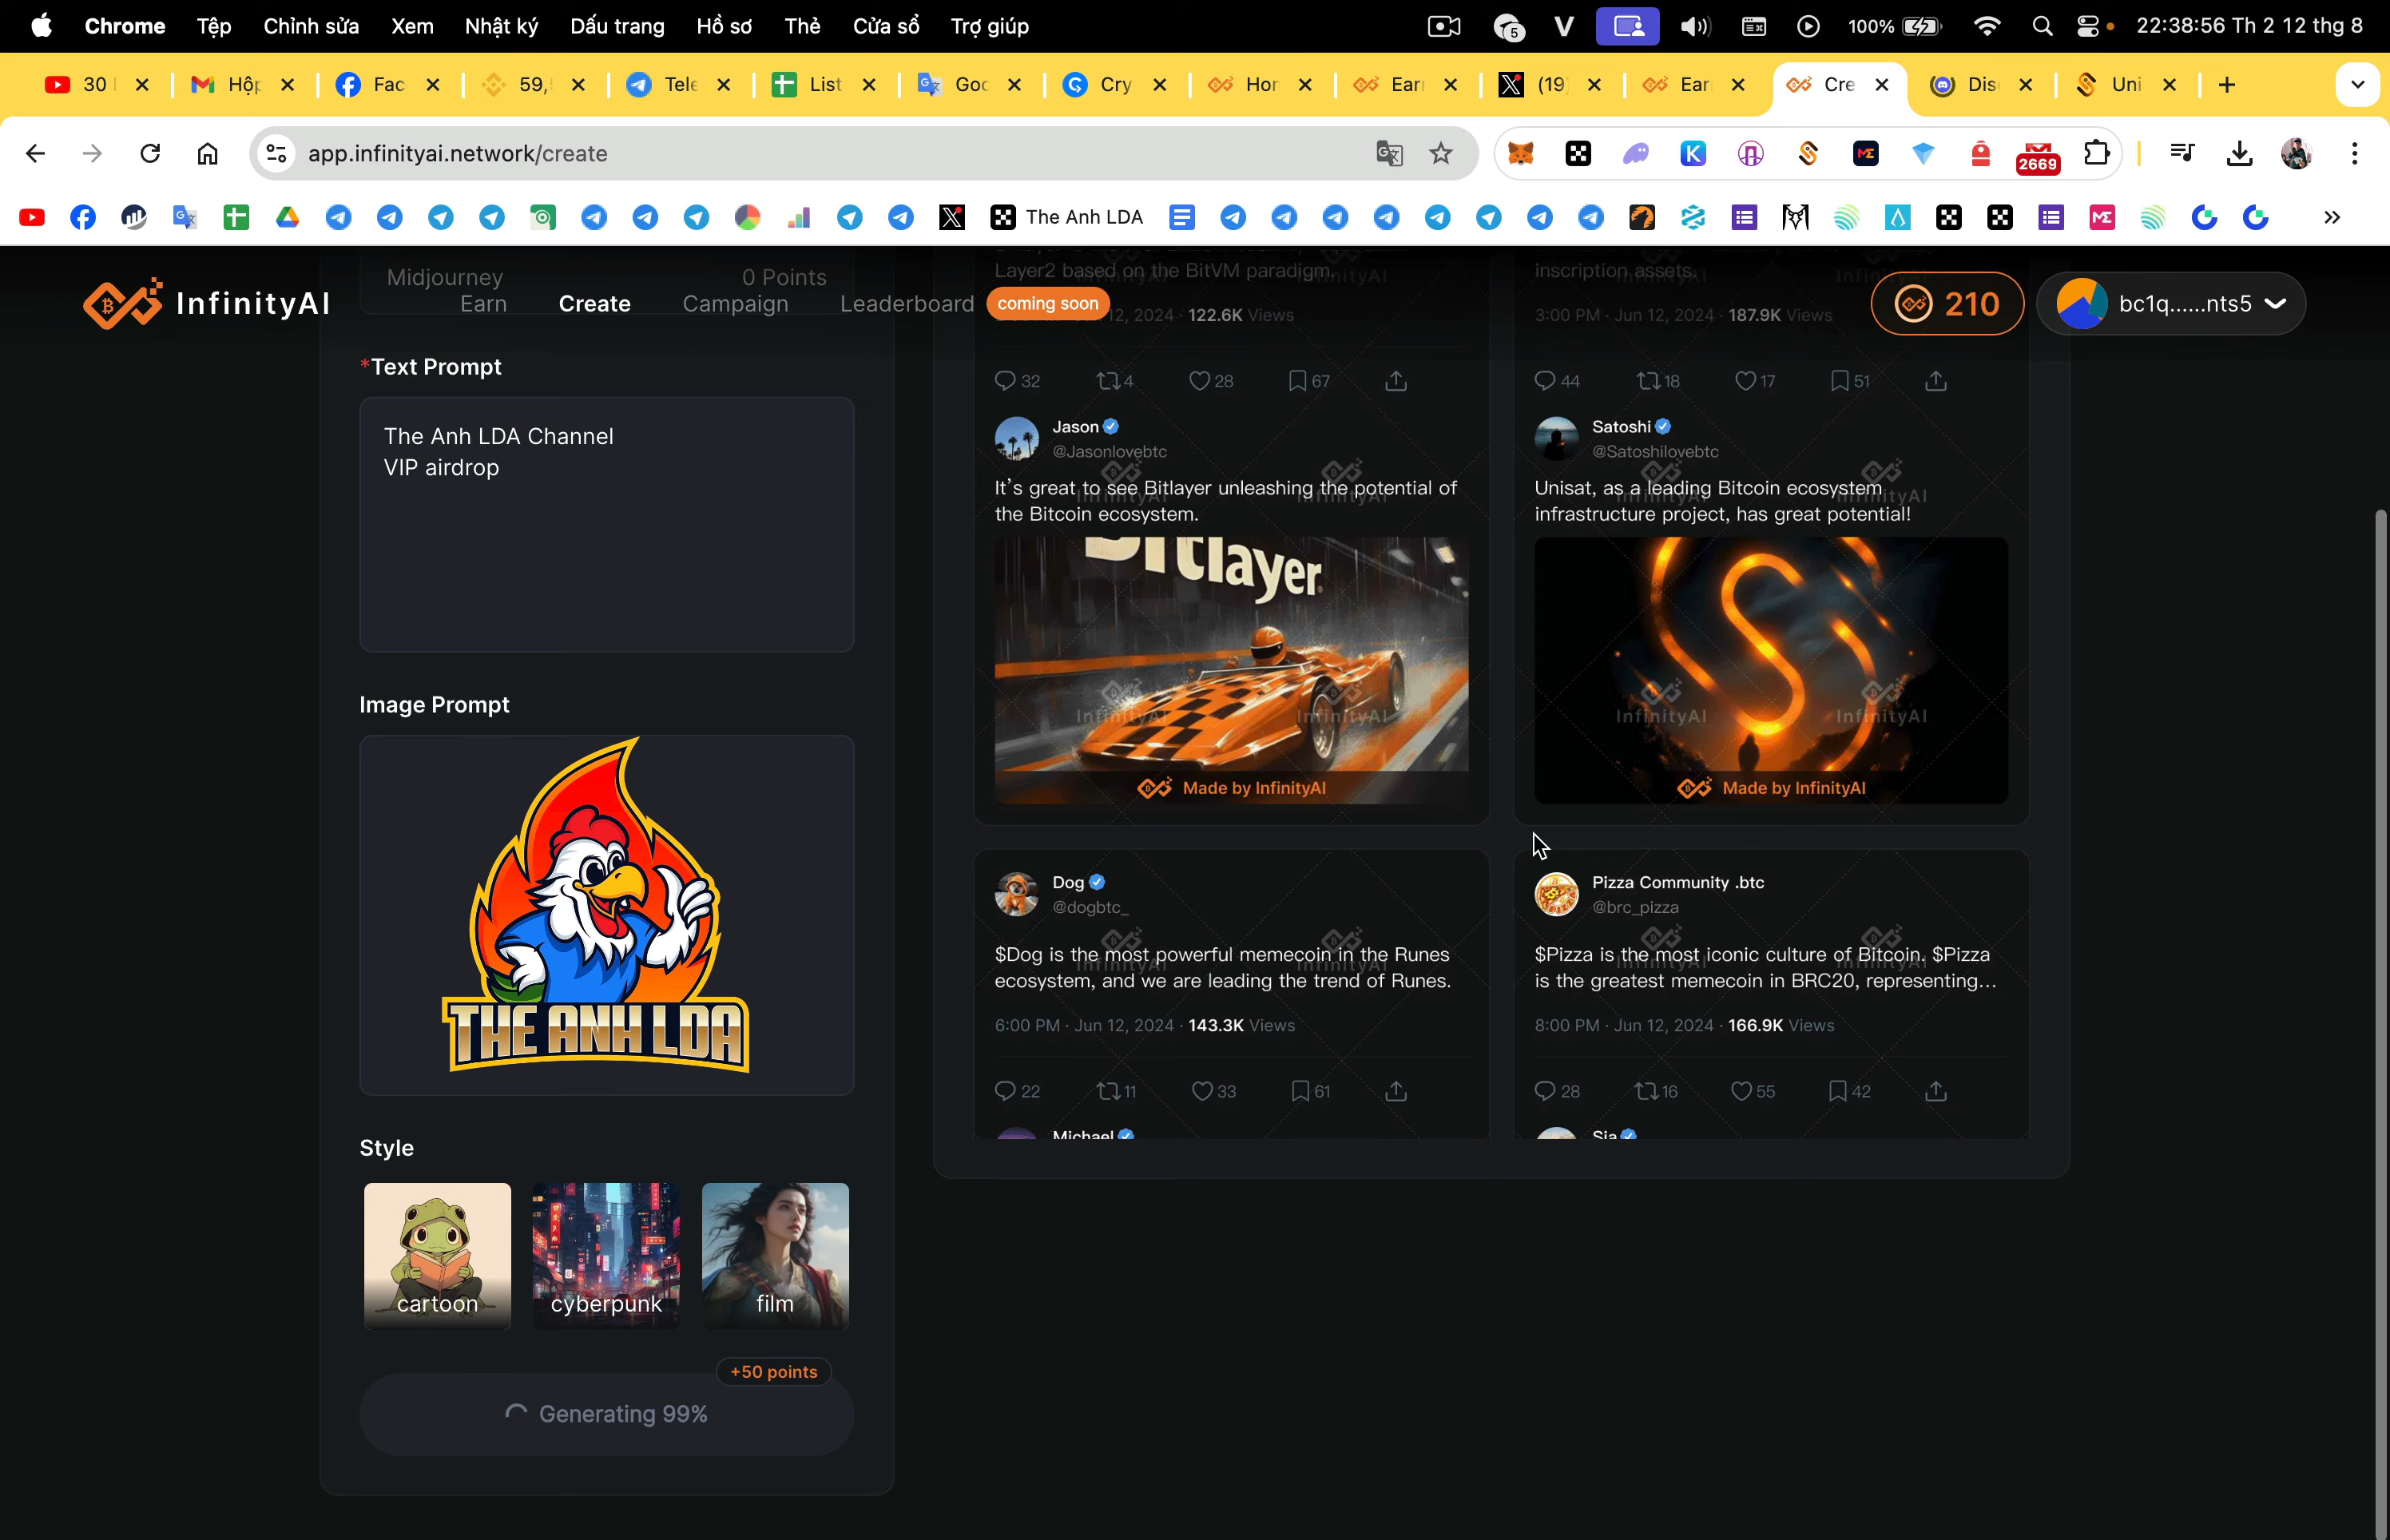 Chrome Tệp Chỉnh sửa Xem Nhật ký Dấu trang Hồ sơ Thẻ Cửa sổ Trợ giúp
5 V 100% 22:38:56 Th 2 12 thg 8
30 Hộp Fac 59, Tele List Goo Cry Hor Ear (19 Ear Cre Dis Uni
app.infinityai.network/create
2669
The Anh LDA
InfinityAI
Midjourney 0 Points
Earn Create Campaign Leaderboard coming soon
210 bc1q......nts5
*Text Prompt
The Anh LDA Channel
VIP airdrop
Image Prompt
THE ANH LDA
Style
cartoon cyberpunk film
+50 points
Generating 99%
Layer2 based on the BitVM paradigm.
12, 2024 · 122.6K Views
32 4 28 67
Jason
@Jasonlovebtc
It's great to see Bitlayer unleashing the potential of
the Bitcoin ecosystem.
Bitlayer
InfinityAI InfinityAI
Made by InfinityAI
inscription assets.
3:00 PM · Jun 12, 2024 · 187.9K Views
44 18 17 51
Satoshi
@Satoshilovebtc
Unisat, as a leading Bitcoin ecosystem
infrastructure project, has great potential!
InfinityAI InfinityAI
Made by InfinityAI
Dog
@dogbtc_
$Dog is the most powerful memecoin in the Runes
ecosystem, and we are leading the trend of Runes.
6:00 PM · Jun 12, 2024 · 143.3K Views
22 11 33 61
Michael
Pizza Community .btc
@brc_pizza
$Pizza is the most iconic culture of Bitcoin. $Pizza
is the greatest memecoin in BRC20, representing...
8:00 PM · Jun 12, 2024 · 166.9K Views
28 16 55 42
Sia